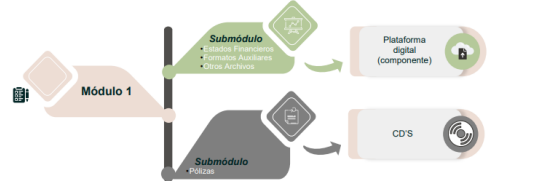 Módulo 1
Submódulo
•Estados Financieros
•Formatos Auxiliares
•Otros Archivos
Plataforma
digital
(componente)
Submódulo
•Pólizas
CD'S